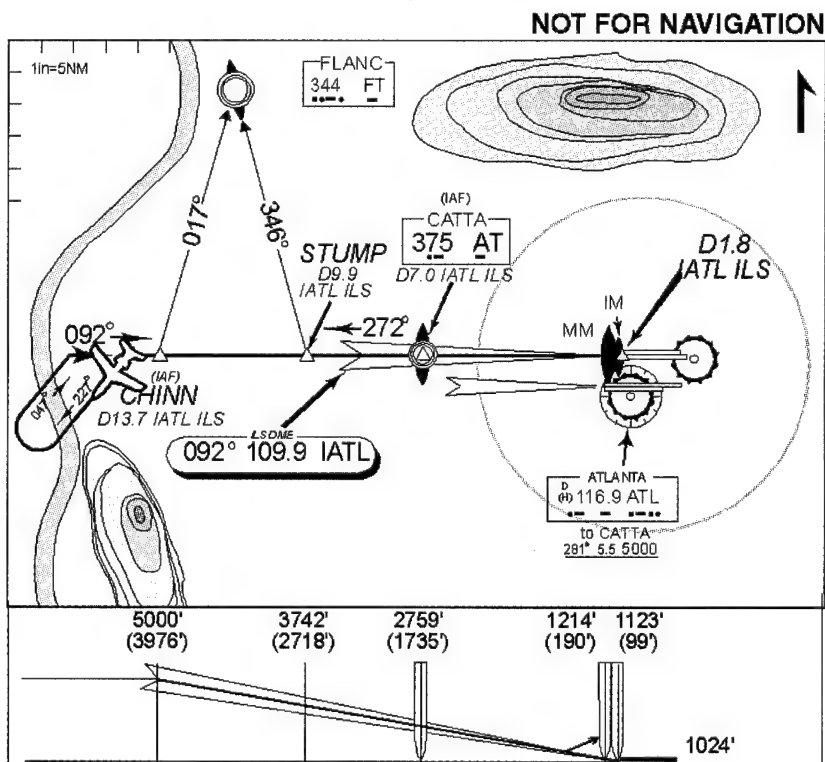 NOT FOR NAVIGATION
1in=5NM
FLANC
344 FT
017°
346°
(IAF)
CATTA
375 AT
D7.0 IATL ILS
STUMP
D9.9
IATL ILS
D1.8
IATL ILS
IM
MM
272°
092°
(IAF)
CHINN
D13.7 IATL ILS
047°
227°
ILSDME
092° 109.9 IATL
ATLANTA
D
(H) 116.9 ATL
to CATTA
281° 5.5 5000
5000' 3742' 2759' 1214' 1123'
(3976') (2718') (1735') (190') (99')
1024'